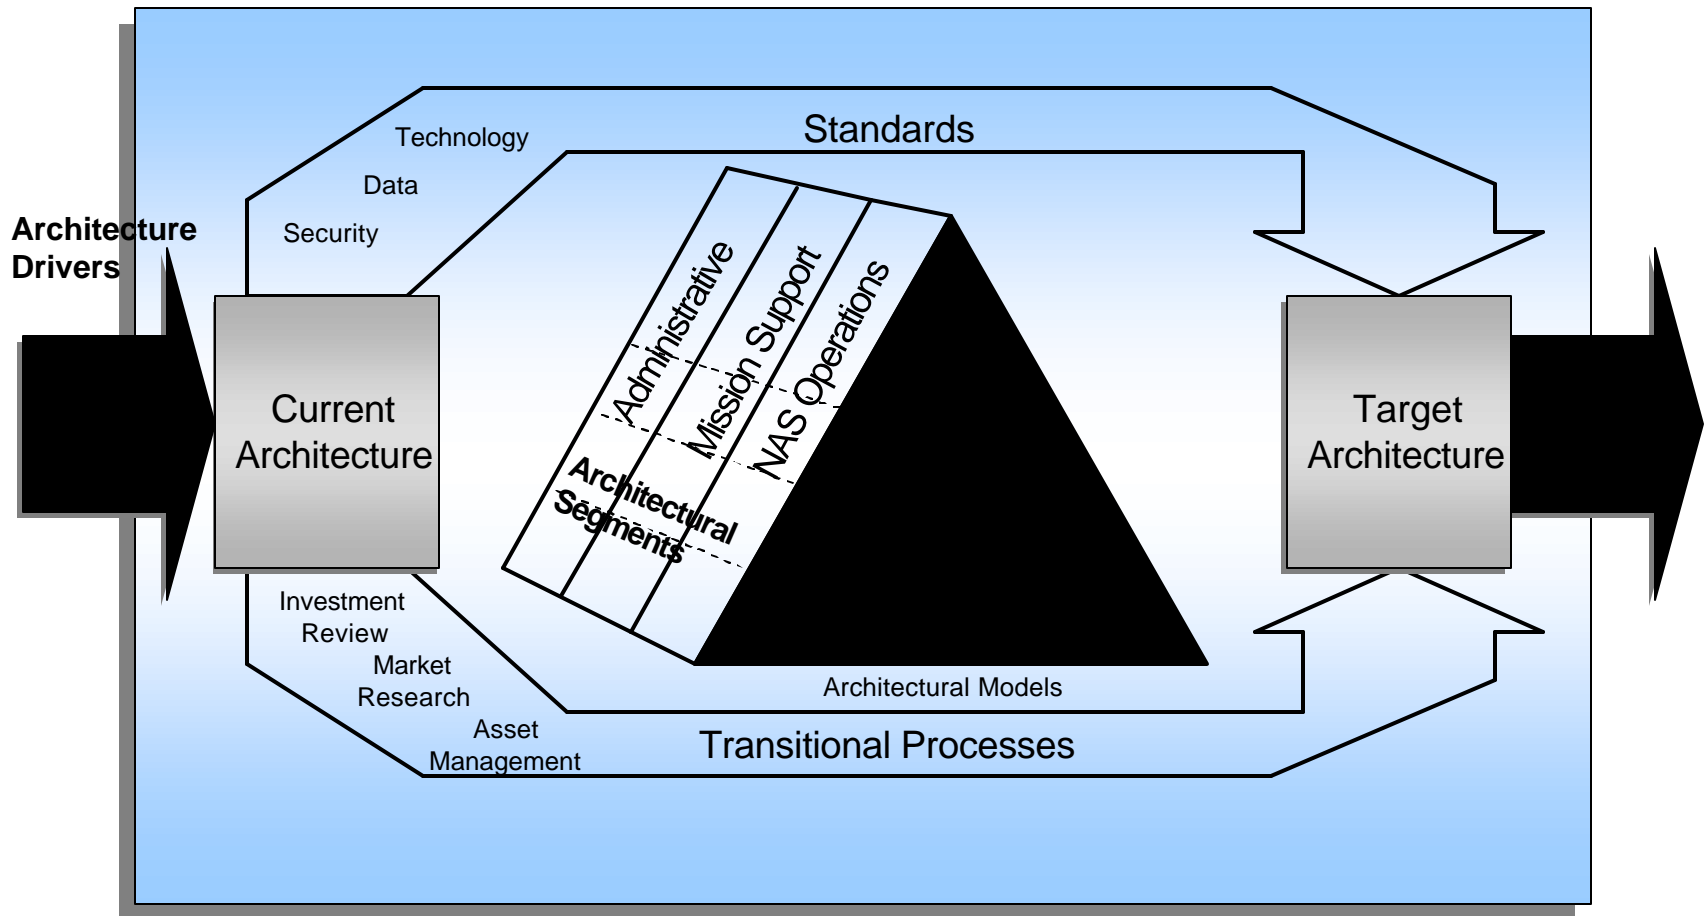 Technology
Standards
Data
Security
Architecture
Drivers
Administrative
Mission Support
NAS Operations
Current
Architecture
Target
Architecture
Architectural
Segments
Investment
Review
Market
Research
Architectural Models
Asset
Management
Transitional Processes